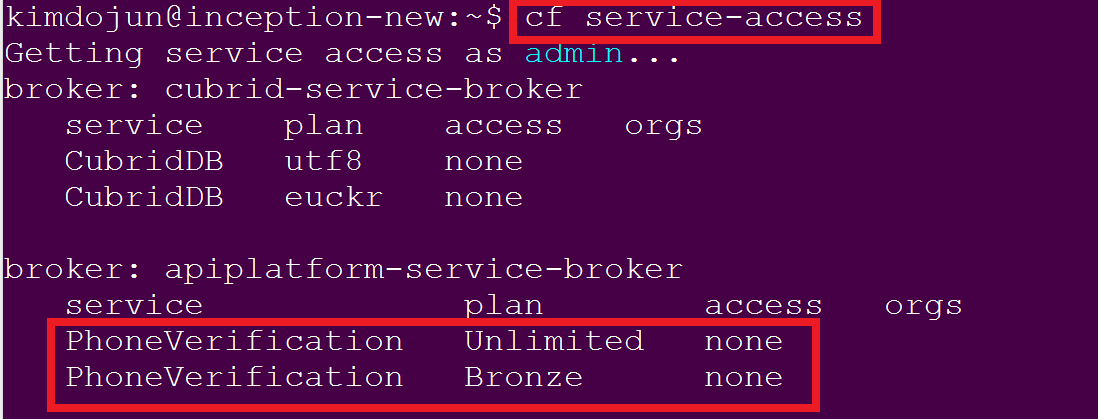 kimdojun@inception-new:~$ cf service-access
Getting service access as admin...
broker: cubrid-service-broker
service plan access orgs
CubridDB utf8 none
CubridDB euckr none
broker: apiplatform-service-broker
service plan access orgs
PhoneVerification Unlimited none
PhoneVerification Bronze none